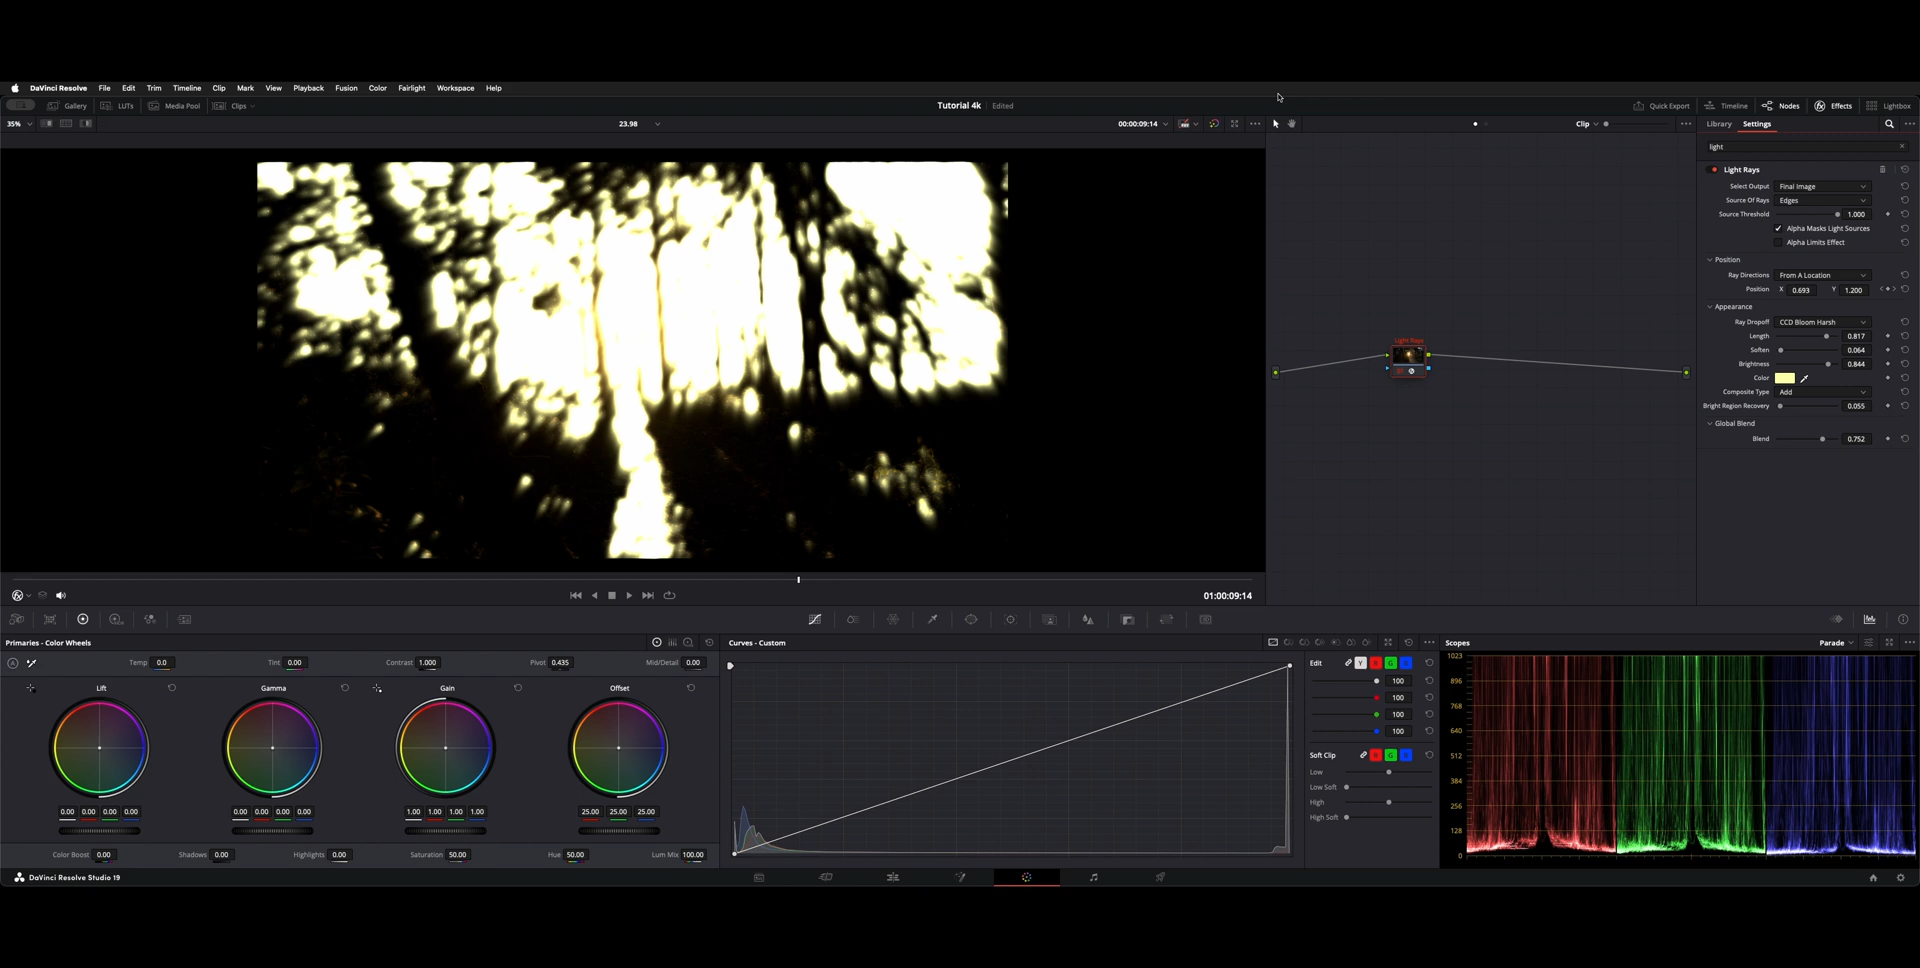 DaVinci Resolve File Edit Trim Timeline Clip Mark View Playback Fusion Color Fairlight Workspace Help
Gallery LUTs Media Pool Clips Tutorial 4k Edited Quick Export Timeline Nodes Effects Lightbox
35% 23.98 00:00:09:14 Clip Library Settings
light
Light Rays
Select Output Final Image
Source Of Rays Edges
Source Threshold 1.000
Alpha Masks Light Sources
Alpha Limits Effect
Position
Ray Directions From A Location
Position X 0.693 Y 1.200
Appearance
Ray Dropoff CCD Bloom Harsh
Length 0.817
Soften 0.064
Brightness 0.844
Color
Composite Type Add
Bright Region Recovery 0.055
Global Blend
Blend 0.752
Light Rays
01:00:09:14
Primaries - Color Wheels
Temp 0.0 Tint 0.00 Contrast 1.000 Pivot 0.435 Mid/Detail 0.00
Lift Gamma Gain Offset
0.00 0.00 0.00 0.00 0.00 0.00 0.00 0.00 1.00 1.00 1.00 1.00 25.00 25.00 25.00
Color Boost 0.00 Shadows 0.00 Highlights 0.00 Saturation 50.00 Hue 50.00 Lum Mix 100.00
Curves - Custom
Edit Y R G B
100
100
100
100
Soft Clip R G B
Low
Low Soft
High
High Soft
Scopes Parade
1023
896
768
640
512
384
256
128
0
DaVinci Resolve Studio 19